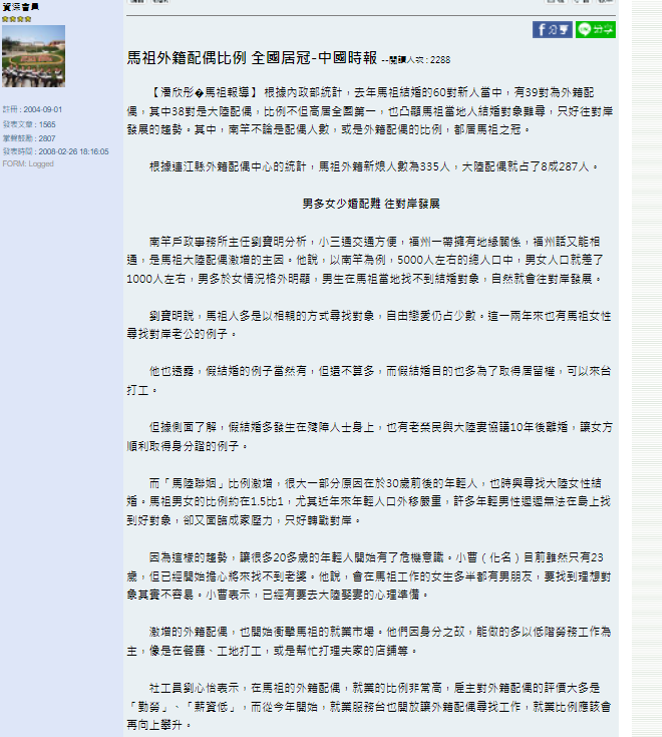 資深會員
註冊 : 2004-09-01
發表文章 : 1565
掌聲鼓勵 : 2807
發表時間 : 2008-02-26 18:16:05
FORM: Logged
分享
分享
馬祖外籍配偶比例 全國居冠-中國時報 --閱讀人次 : 2288
【潘欣彤�馬祖報導】 根據內政部統計，去年馬祖結婚的60對新人當中，有39對為外籍配
偶，其中38對是大陸配偶，比例不但高居全國第一，也凸顯馬祖當地人結婚對象難尋，只好往對岸
發展的趨勢。其中，南竿不論是配偶人數，或是外籍配偶的比例，都居馬祖之冠。
根據連江縣外籍配偶中心的統計，馬祖外籍新娘人數為335人，大陸配偶就占了8成287人。
男多女少婚配難 往對岸發展
南竿戶政事務所主任劉寶明分析，小三通交通方便，福州一帶擁有地緣關係，福州話又能相
通，是馬祖大陸配偶激增的主因。他說，以南竿為例，5000人左右的總人口中，男女人口就差了
1000人左右，男多於女情況格外明顯，男生在馬祖當地找不到結婚對象，自然就會往對岸發展。
劉寶明說，馬祖人多是以相親的方式尋找對象，自由戀愛仍占少數。這一兩年來也有馬祖女性
尋找對岸老公的例子。
他也透露，假結婚的例子當然有，但還不算多，而假結婚目的也多為了取得居留權，可以來台
打工。
但據側面了解，假結婚多發生在殘障人士身上，也有老榮民與大陸妻協議10年後離婚，讓女方
順利取得身分證的例子。
而「馬陸聯姻」比例激增，很大一部分原因在於30歲前後的年輕人，也時興尋找大陸女性結
婚。馬祖男女的比例約在1.5比1，尤其近年來年輕人口外移嚴重，許多年輕男性遲遲無法在島上找
到好對象，卻又面臨成家壓力，只好轉戰對岸。
因為這樣的趨勢，讓很多20多歲的年輕人開始有了危機意識。小曹（化名）目前雖然只有23
歲，但已經開始擔心將來找不到老婆。他說，會在馬祖工作的女生多半都有男朋友，要找到理想對
象其實不容易。小曹表示，已經有要去大陸娶妻的心理準備。
激增的外籍配偶，也開始衝擊馬祖的就業市場。他們因身分之故，能做的多以低階勞務工作為
主，像是在餐廳、工地打工，或是幫忙打理夫家的店鋪等。
社工員劉心怡表示，在馬祖的外籍配偶，就業的比例非常高，雇主對外籍配偶的評價大多是
「勤勞」、「薪資低」，而從今年開始，就業服務台也開放讓外籍配偶尋找工作，就業比例應該會
再向上攀升。